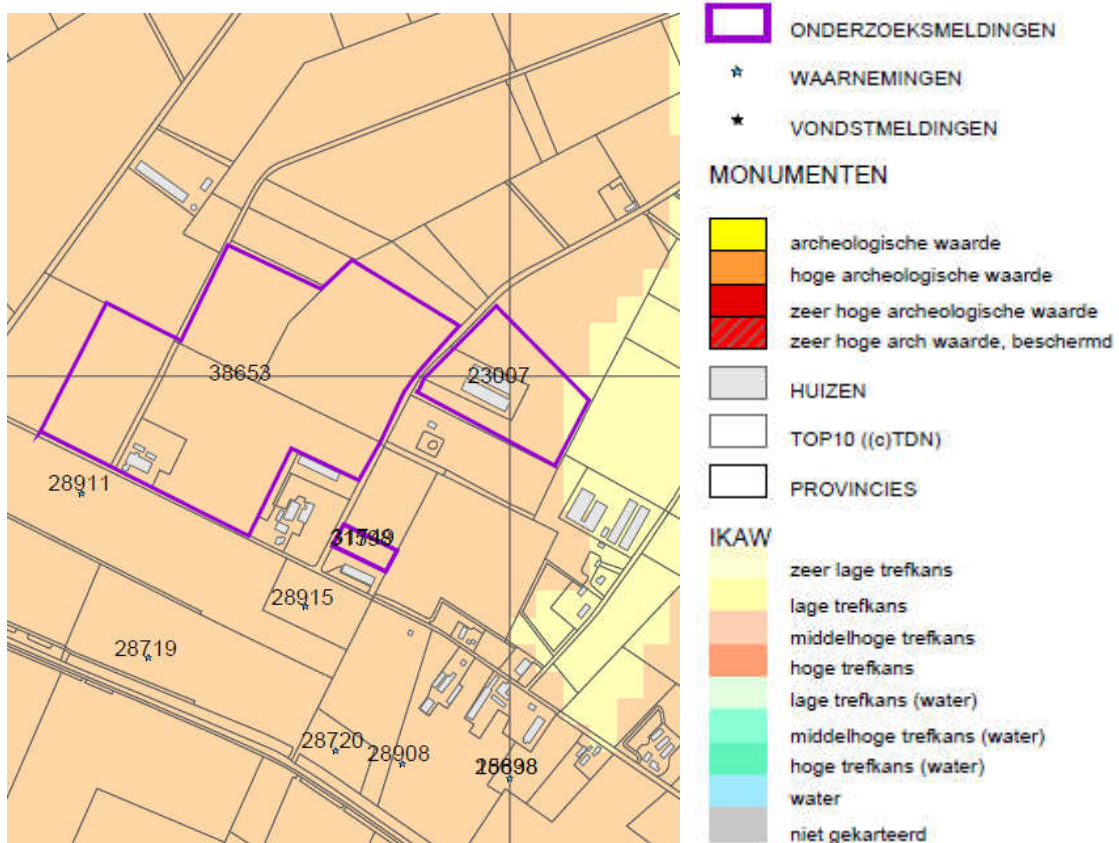 38653
23007
28911
28915
28719
28720
28908
ONDERZOEKSMELDINGEN
WAARNEMINGEN
VONDSTMELDINGEN
MONUMENTEN
archeologische waarde
hoge archeologische waarde
zeer hoge archeologische waarde
zeer hoge arch waarde, beschermd
HUIZEN
TOP10 ((c)TDN)
PROVINCIES
IKAW
zeer lage trefkans
lage trefkans
middelhoge trefkans
hoge trefkans
lage trefkans (water)
middelhoge trefkans (water)
hoge trefkans (water)
water
niet gekarteerd